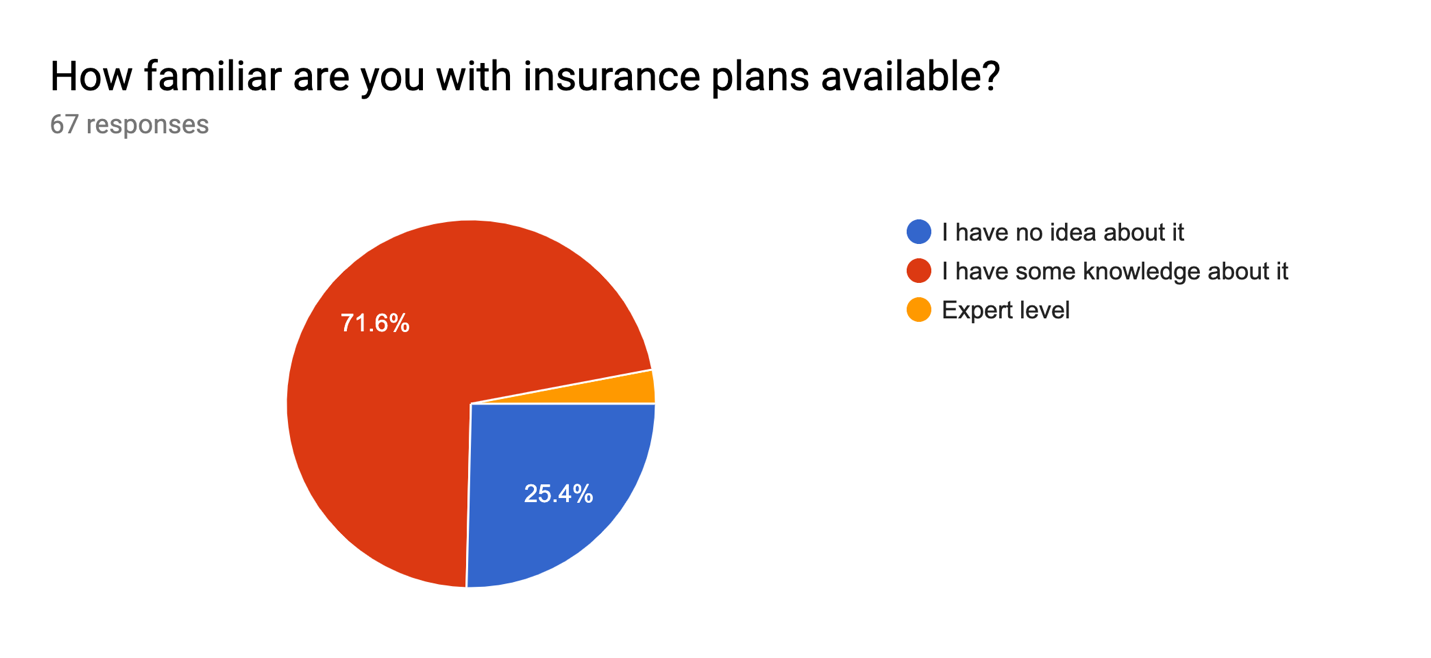 How familiar are you with insurance plans available?
67 responses
I have no idea about it
I have some knowledge about it
Expert level
71.6%
25.4%